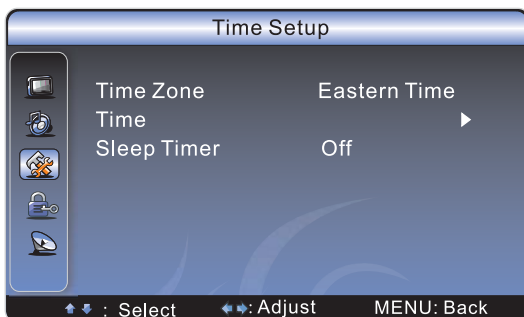 Time Setup
Time Zone Eastern Time
Time
Sleep Timer Off
: Select : Adjust MENU: Back